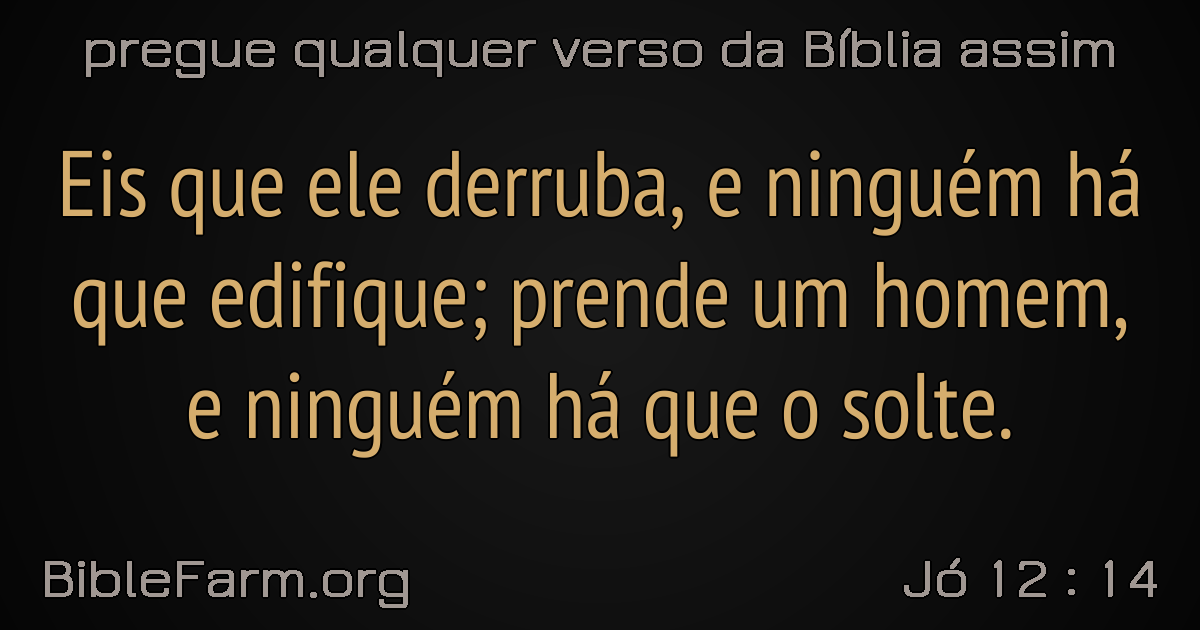 pregue qualquer verso da Bíblia assim
Eis que ele derruba, e ninguém há
que edifique; prende um homem,
e ninguém há que o solte.
BibleFarm.org
Jó 12 : 14